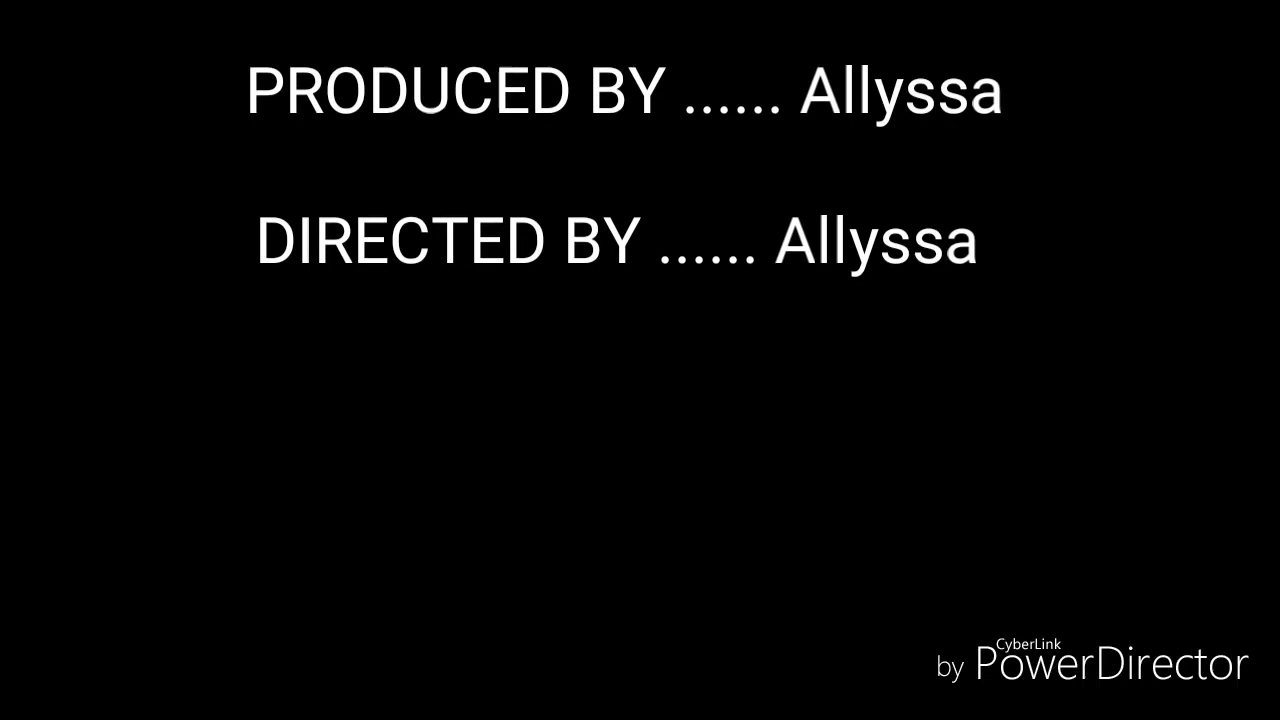 PRODUCED BY ...... Allyssa
DIRECTED BY ...... Allyssa
CyberLink
by PowerDirector